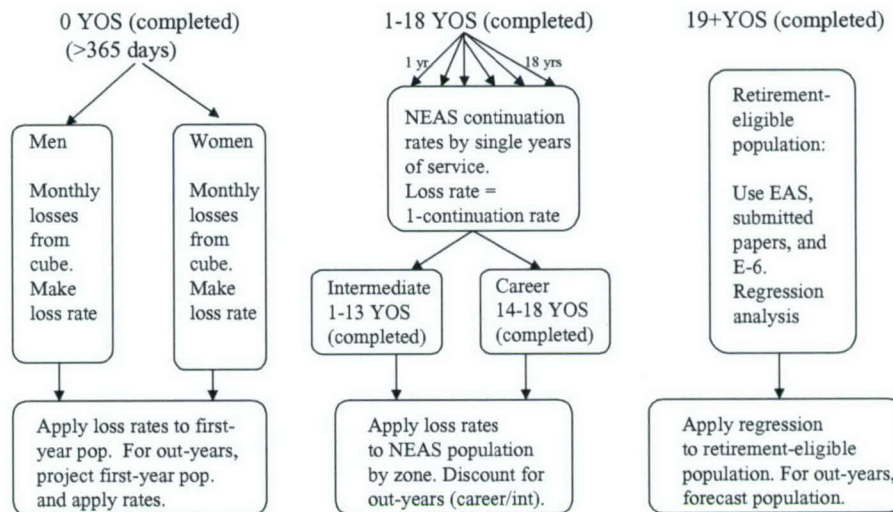 0 YOS (completed)
(>365 days)
Men
Monthly
losses
from
cube.
Make
loss rate
Women
Monthly
losses
from
cube.
Make
loss rate
Apply loss rates to first-
year pop. For out-years,
project first-year pop.
and apply rates.
1-18 YOS (completed)
1 yr
18 yrs
NEAS continuation
rates by single years
of service.
Loss rate =
1-continuation rate
Intermediate
1-13 YOS
(completed)
Career
14-18 YOS
(completed)
Apply loss rates
to NEAS population
by zone. Discount for
out-years (career/int).
19+YOS (completed)
Retirement-
eligible
population:
Use EAS,
submitted
papers, and
E-6.
Regression
analysis
Apply regression
to retirement-eligible
population. For out-years,
forecast population.